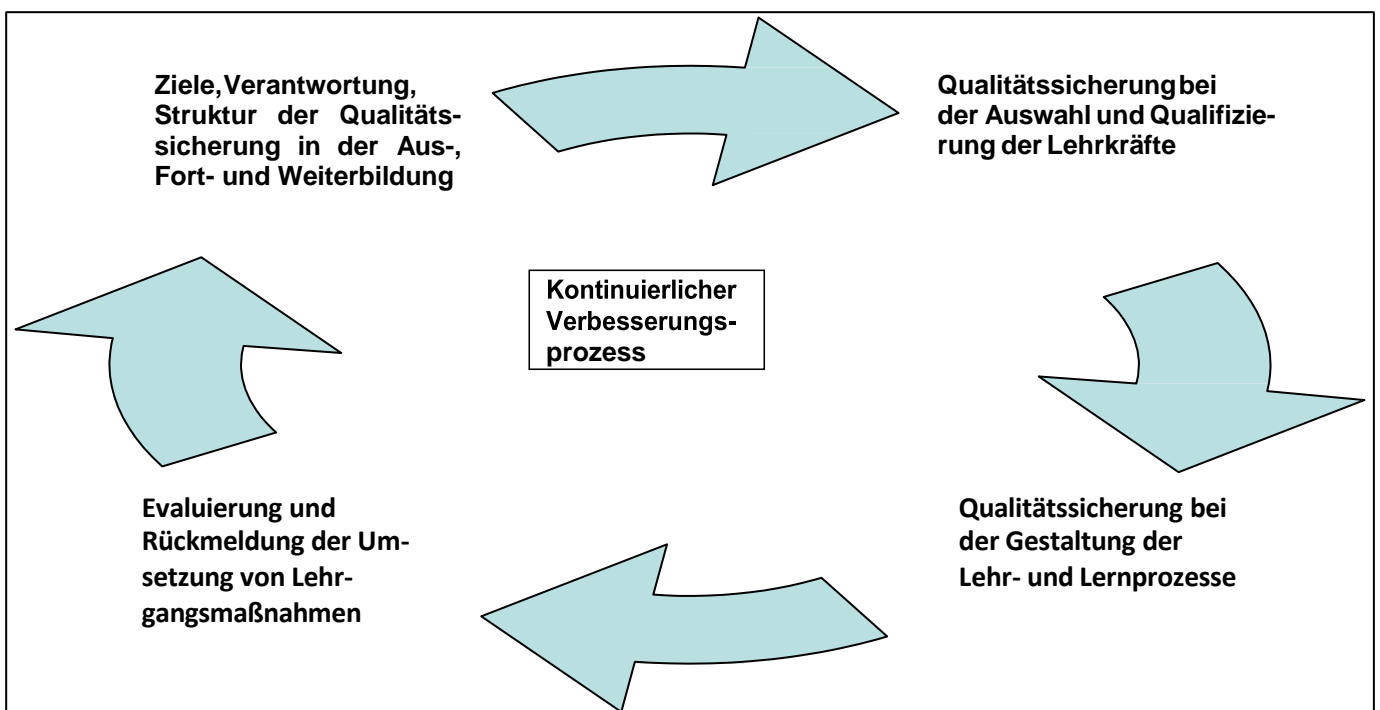 Ziele, Verantwortung,
Struktur der Qualitäts-
sicherung in der Aus-,
Fort- und Weiterbildung
Qualitätssicherung bei
der Auswahl und Qualifizie-
rung der Lehrkräfte
Kontinuierlicher
Verbesserungs-
prozess
Evaluierung und
Rückmeldung der Um-
setzung von Lehr-
gangsmaßnahmen
Qualitätssicherung bei
der Gestaltung der
Lehr- und Lernprozesse